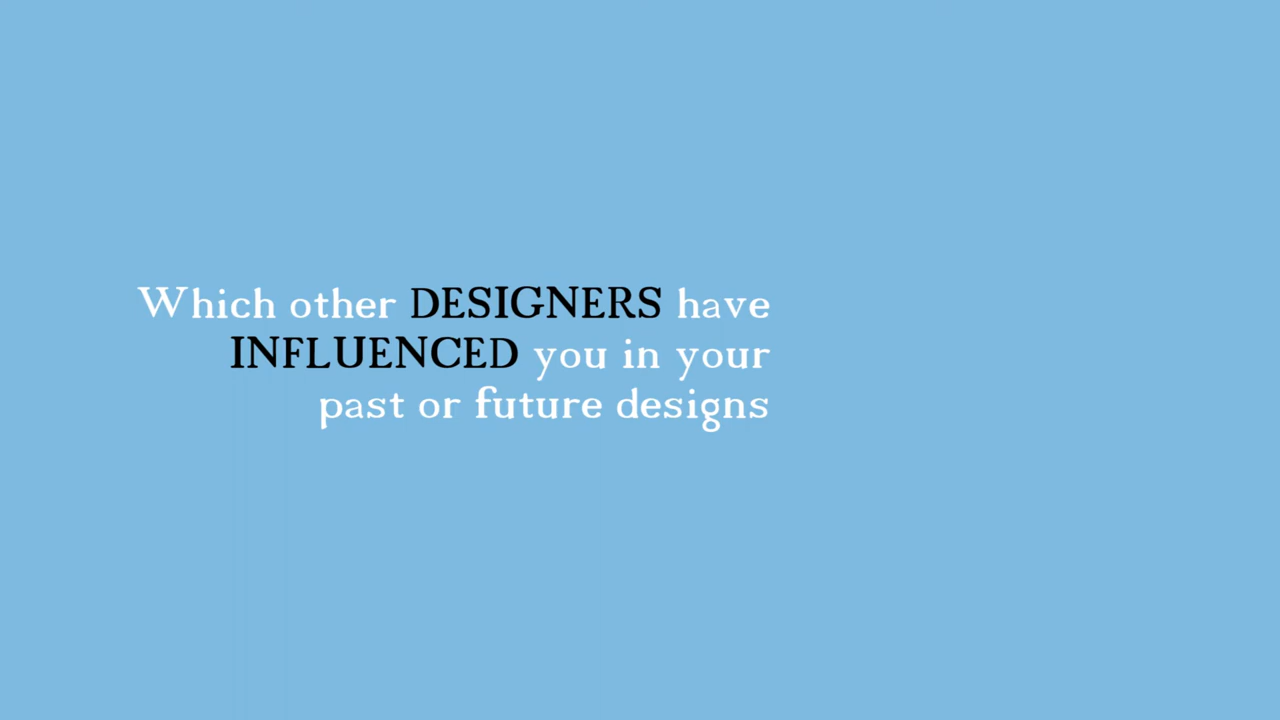 Which other DESIGNERS have
INFLUENCED you in your
past or future designs